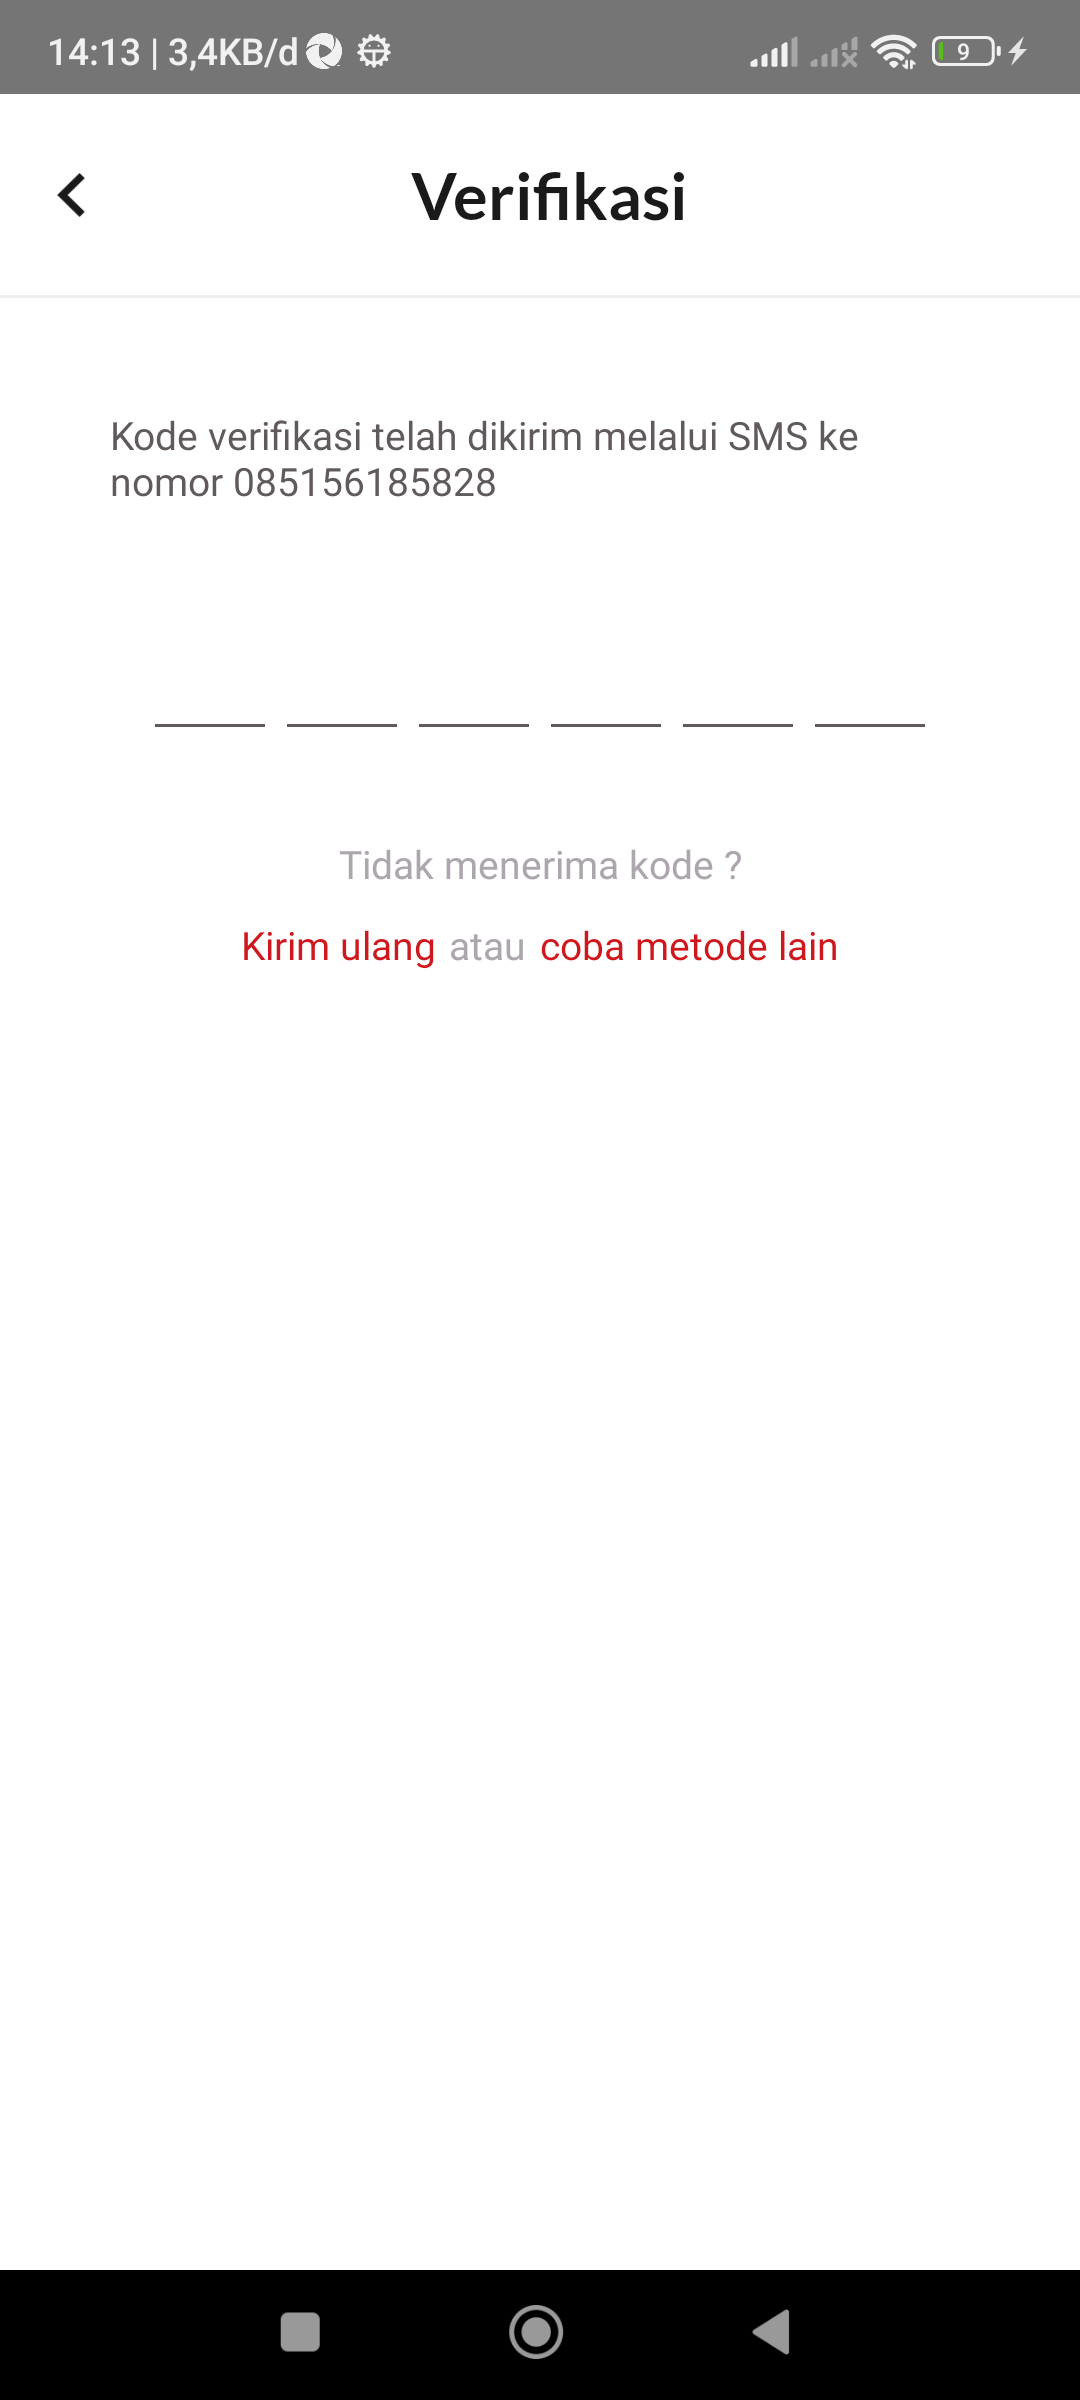 14:13 | 3,4KB/d
9
Verifikasi
Kode verifikasi telah dikirim melalui SMS ke
nomor 085156185828
Tidak menerima kode ?
Kirim ulang atau coba metode lain